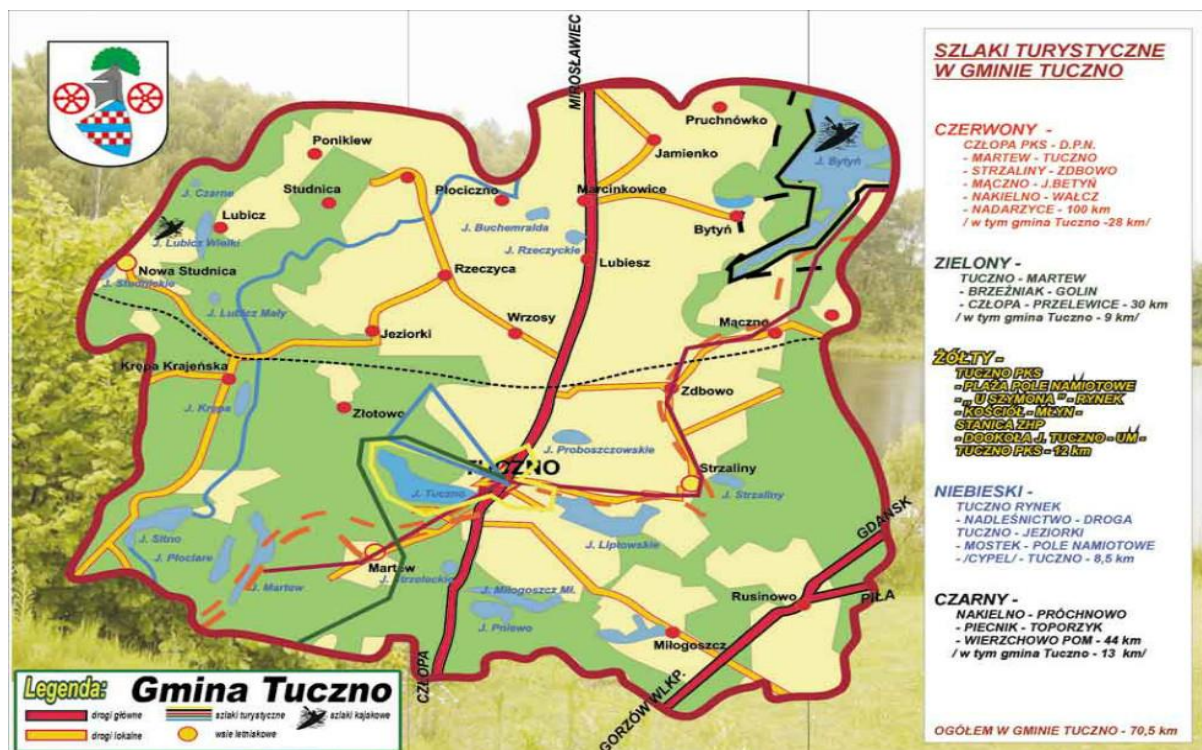 MIROSŁAWIEC
Pruchnówko
Ponikiew
Jamienko
J. Bytyń
J. Czarne
Studnica
Płociczno
Marcinkowice
Lubicz
J. Buchemralda
Bytyń
J. Lubicz Wielki
J. Rzeczyckie
Nowa Studnica
Rzeczyca
Lubiesz
J. Studnickie
J. Lubicz Mały
Wrzosy
Mączno
Jeziorki
Krępa Krajeńska
Zdbowo
J. Krępa
Złotowo
J. Proboszczowskie
TUCZNO
Strzaliny
J. Tuczno
J. Strzaliny
GDAŃSK
J. Sitno
J. Płociare
J. Liptowskie
Martew
J. Strzeleckie
J. Martew
J. Miłogoszcz Mł.
Rusinowo
PIŁA
J. Pniewo
Miłogoszcz
CZŁOPA
GORZÓW WLKP.
Legenda:
Gmina Tuczno
drogi główne
szlaki turystyczne
szlaki kajakowe
drogi lokalne
wsie letniskowe
SZLAKI TURYSTYCZNE
W GMINIE TUCZNO
CZERWONY -
CZŁOPA PKS - D.P.N.
- MARTEW - TUCZNO
- STRZALINY - ZDBOWO
- MĄCZNO - J.BETYŃ
- NAKIELNO - WAŁCZ
- NADARZYCE - 100 km
/ w tym gmina Tuczno -28 km/
ZIELONY -
TUCZNO - MARTEW
- BRZEŹNIAK - GOLIN
- CZŁOPA - PRZELEWICE - 30 km
/ w tym gmina Tuczno - 9 km/
ŻÓŁTY -
TUCZNO PKS
- PLAŻA POLE NAMIOTOWE
- „ U SZYMONA " - RYNEK
- KOŚCIÓŁ - MŁYN -
STANICA ZHP
- DOOKOŁA J. TUCZNO - UM -
TUCZNO PKS - 12 km
NIEBIESKI -
TUCZNO RYNEK
- NADLEŚNICTWO - DROGA
TUCZNO - JEZIORKI
- MOSTEK - POLE NAMIOTOWE
- /CYPEL/ - TUCZNO - 8,5 km
CZARNY -
NAKIELNO - PRÓCHNOWO
- PIECNIK - TOPORZYK
- WIERZCHOWO POM - 44 km
/ w tym gmina Tuczno - 13 km/
OGÓŁEM W GMINIE TUCZNO - 70,5 km